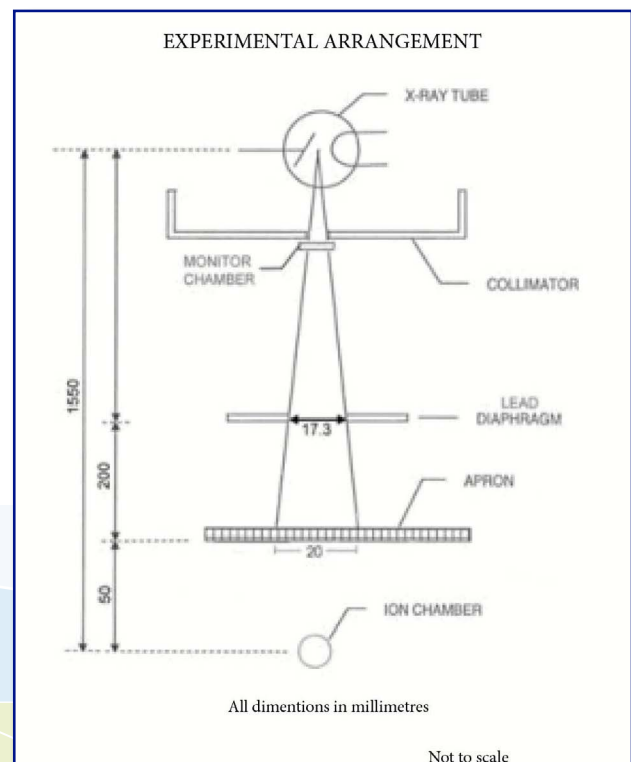 EXPERIMENTAL ARRANGEMENT
X-RAY TUBE
MONITOR
CHAMBER
COLLIMATOR
1550
LEAD
DIAPHRAGM
17.3
200
APRON
20
50
ION CHAMBER
All dimentions in millimetres
Not to scale